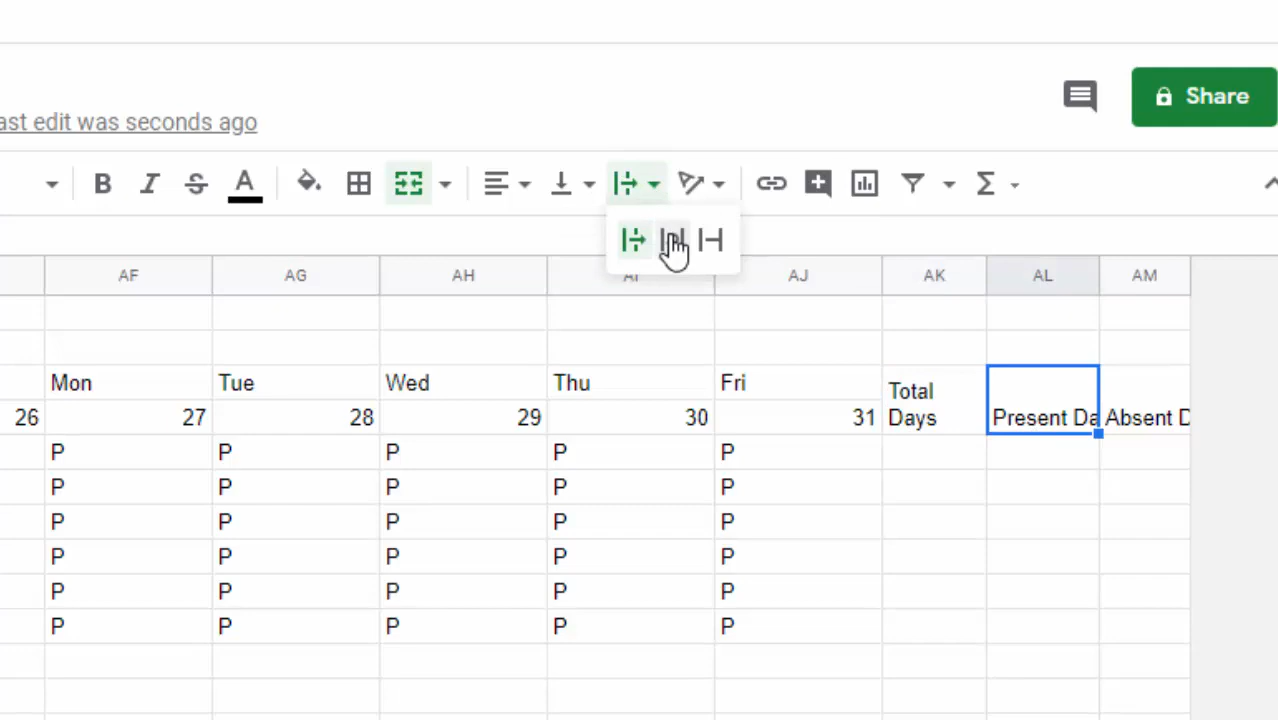 Share
ast edit was seconds ago
B I S A
AF AG AH AI AJ AK AL AM
Mon Tue Wed Thu Fri Total Days Present Da Absent D
26 27 28 29 30 31
P P P P P
P P P P P
P P P P P
P P P P P
P P P P P
P P P P P